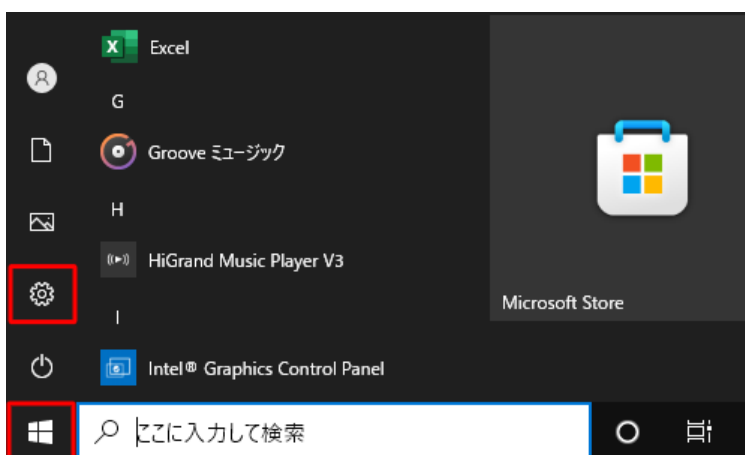 Excel
G
Groove ミュージック
H
HiGrand Music Player V3
I
Intel® Graphics Control Panel
Microsoft Store
ここに入力して検索